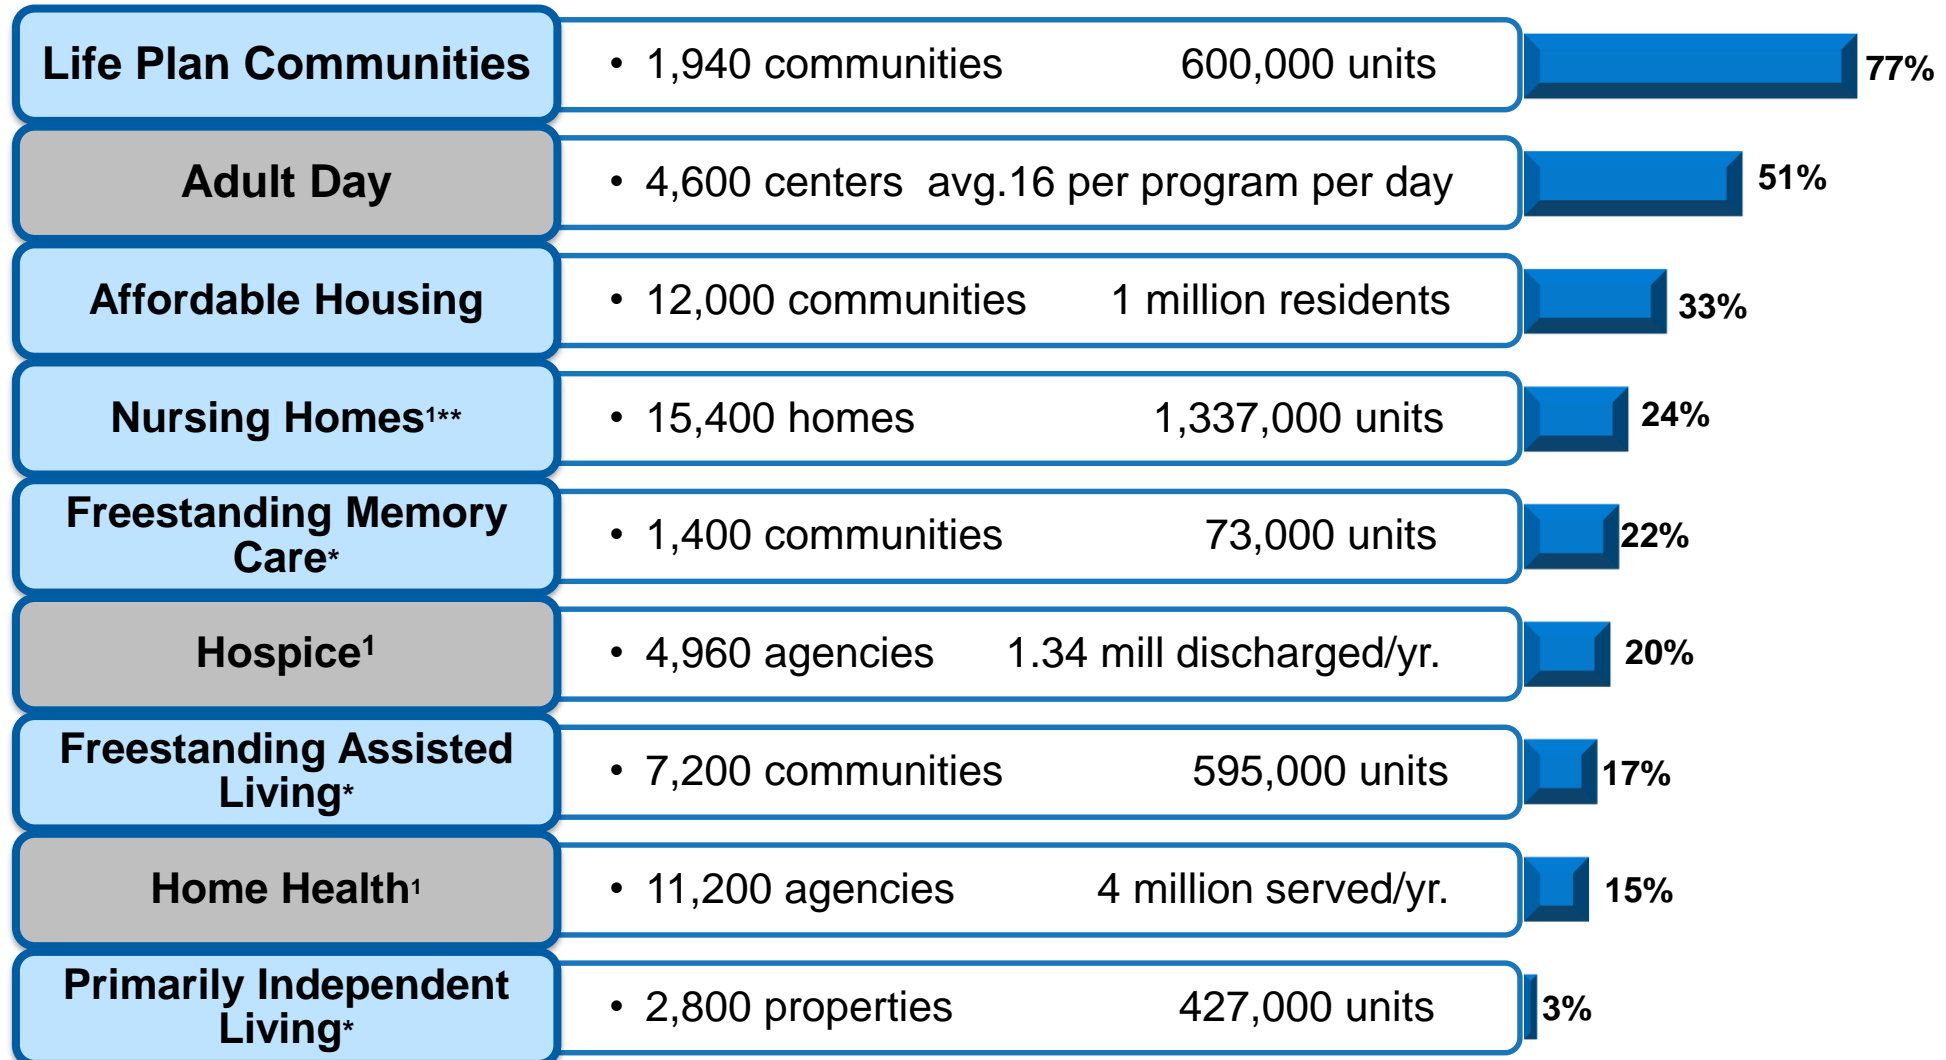 Life Plan Communities • 1,940 communities 600,000 units 77%
Adult Day • 4,600 centers avg.16 per program per day 51%
Affordable Housing • 12,000 communities 1 million residents 33%
Nursing Homes¹** • 15,400 homes 1,337,000 units 24%
Freestanding Memory
Care* • 1,400 communities 73,000 units 22%
Hospice¹ • 4,960 agencies 1.34 mill discharged/yr. 20%
Freestanding Assisted
Living* • 7,200 communities 595,000 units 17%
Home Health¹ • 11,200 agencies 4 million served/yr. 15%
Primarily Independent
Living* • 2,800 properties 427,000 units 3%